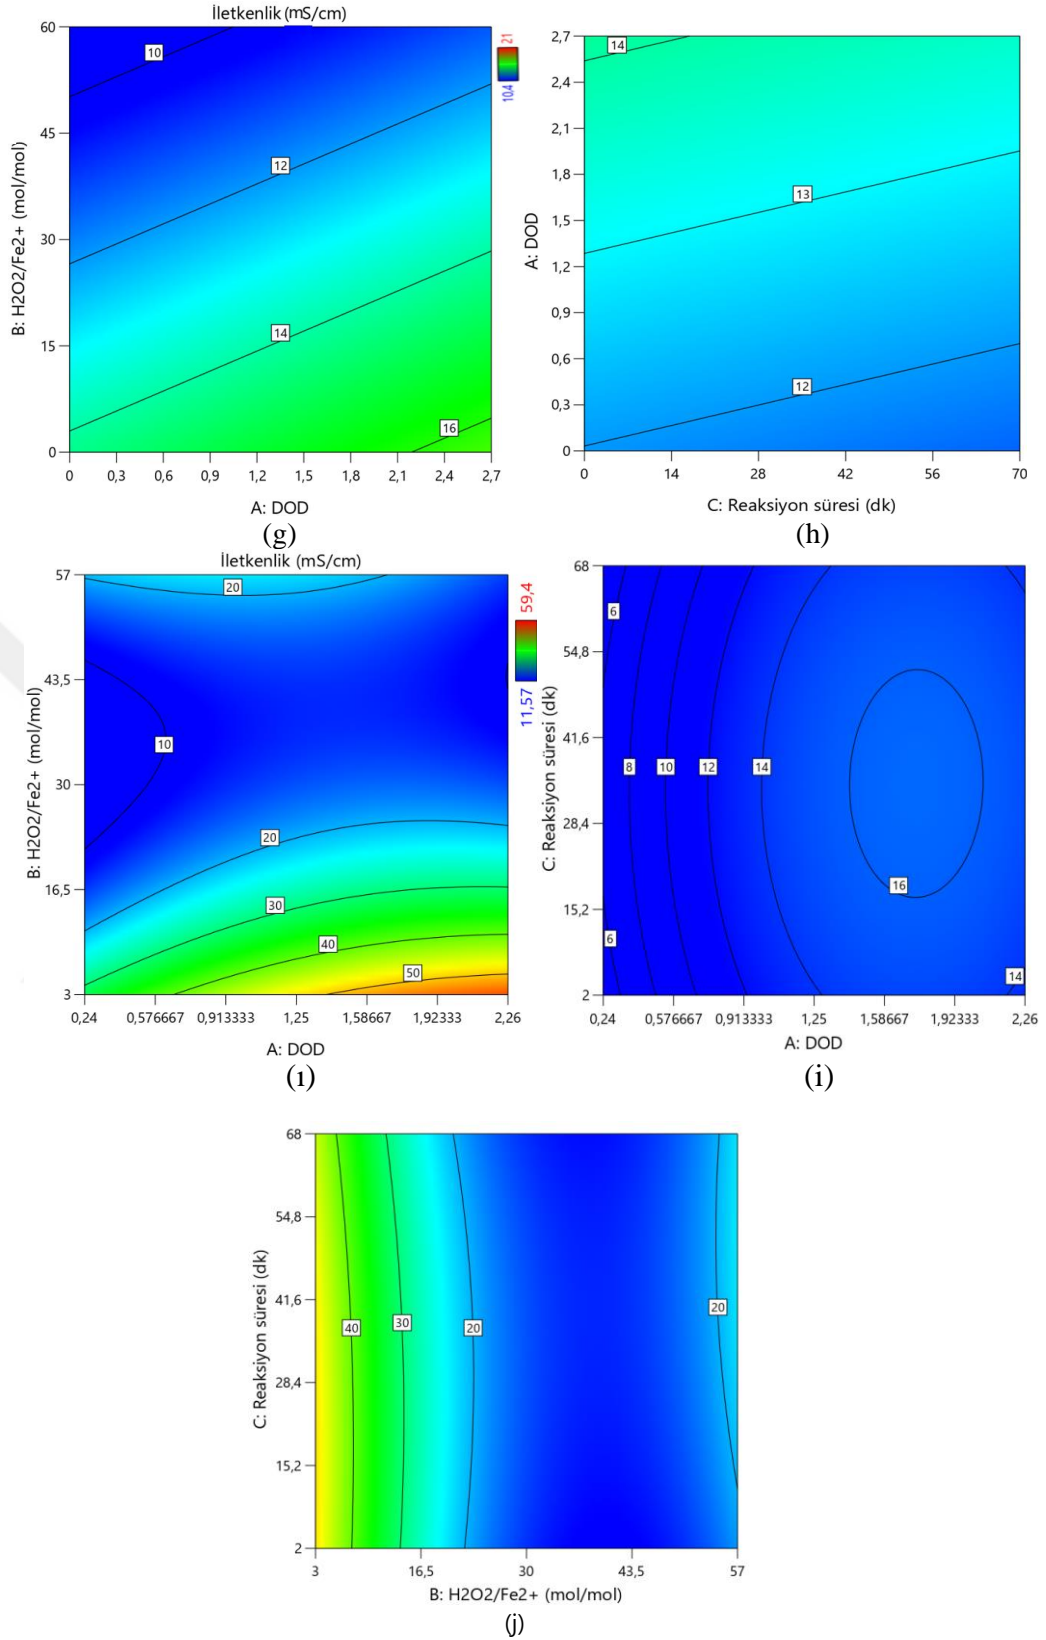 İletkenlik (mS/cm)
60
45
30
15
0
B: H2O2/Fe2+ (mol/mol)
10
12
14
16
0 0,3 0,6 0,9 1,2 1,5 1,8 2,1 2,4 2,7
A: DOD
21
10,4
(g)
2,7
2,4
2,1
1,8
1,5
1,2
0,9
0,6
0,3
0
A: DOD
14
13
12
0 14 28 42 56 70
C: Reaksiyon süresi (dk)
(h)
İletkenlik (mS/cm)
57
43,5
30
16,5
3
B: H2O2/Fe2+ (mol/mol)
20
10
20
30
40
50
0,24 0,576667 0,913333 1,25 1,58667 1,92333 2,26
A: DOD
59,4
11,57
(ı)
68
54,8
41,6
28,4
15,2
2
C: Reaksiyon süresi (dk)
6
8 10 12 14
16
6
14
0,24 0,576667 0,913333 1,25 1,58667 1,92333 2,26
A: DOD
(i)
68
54,8
41,6
28,4
15,2
2
C: Reaksiyon süresi (dk)
40 30 20 20
3 16,5 30 43,5 57
B: H2O2/Fe2+ (mol/mol)
(j)